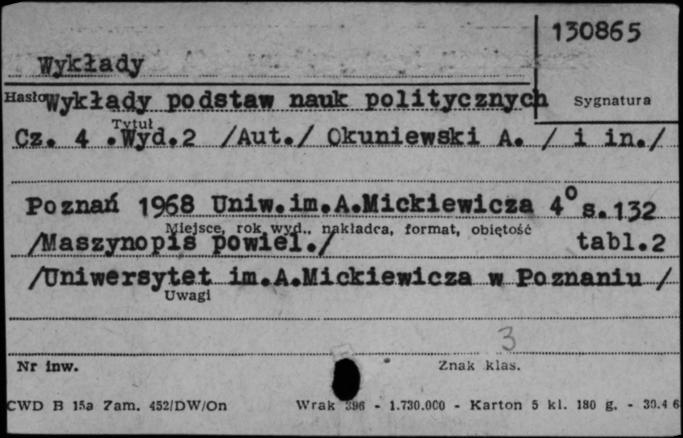 130865
Wykłady
Hasło Wykłady podstaw nauk politycznych Sygnatura
Tytuł
Cz. 4 .Wyd.2 /Aut./ Okuniewski A. / i in./
Poznań 1968 Uniw.im.A.Mickiewicza 4° s.132
Miejsce, rok wyd., nakładca, format, objętość
/Maszynopis powiel./ tabl.2
/Uniwersytet im.A.Mickiewicza w Poznaniu /
Uwagi
3
Nr inw. Znak klas.
CWD B 15a Zam. 452/DW/On Wrak 396 - 1.730.000 - Karton 5 kl. 180 g. - 30.4 6